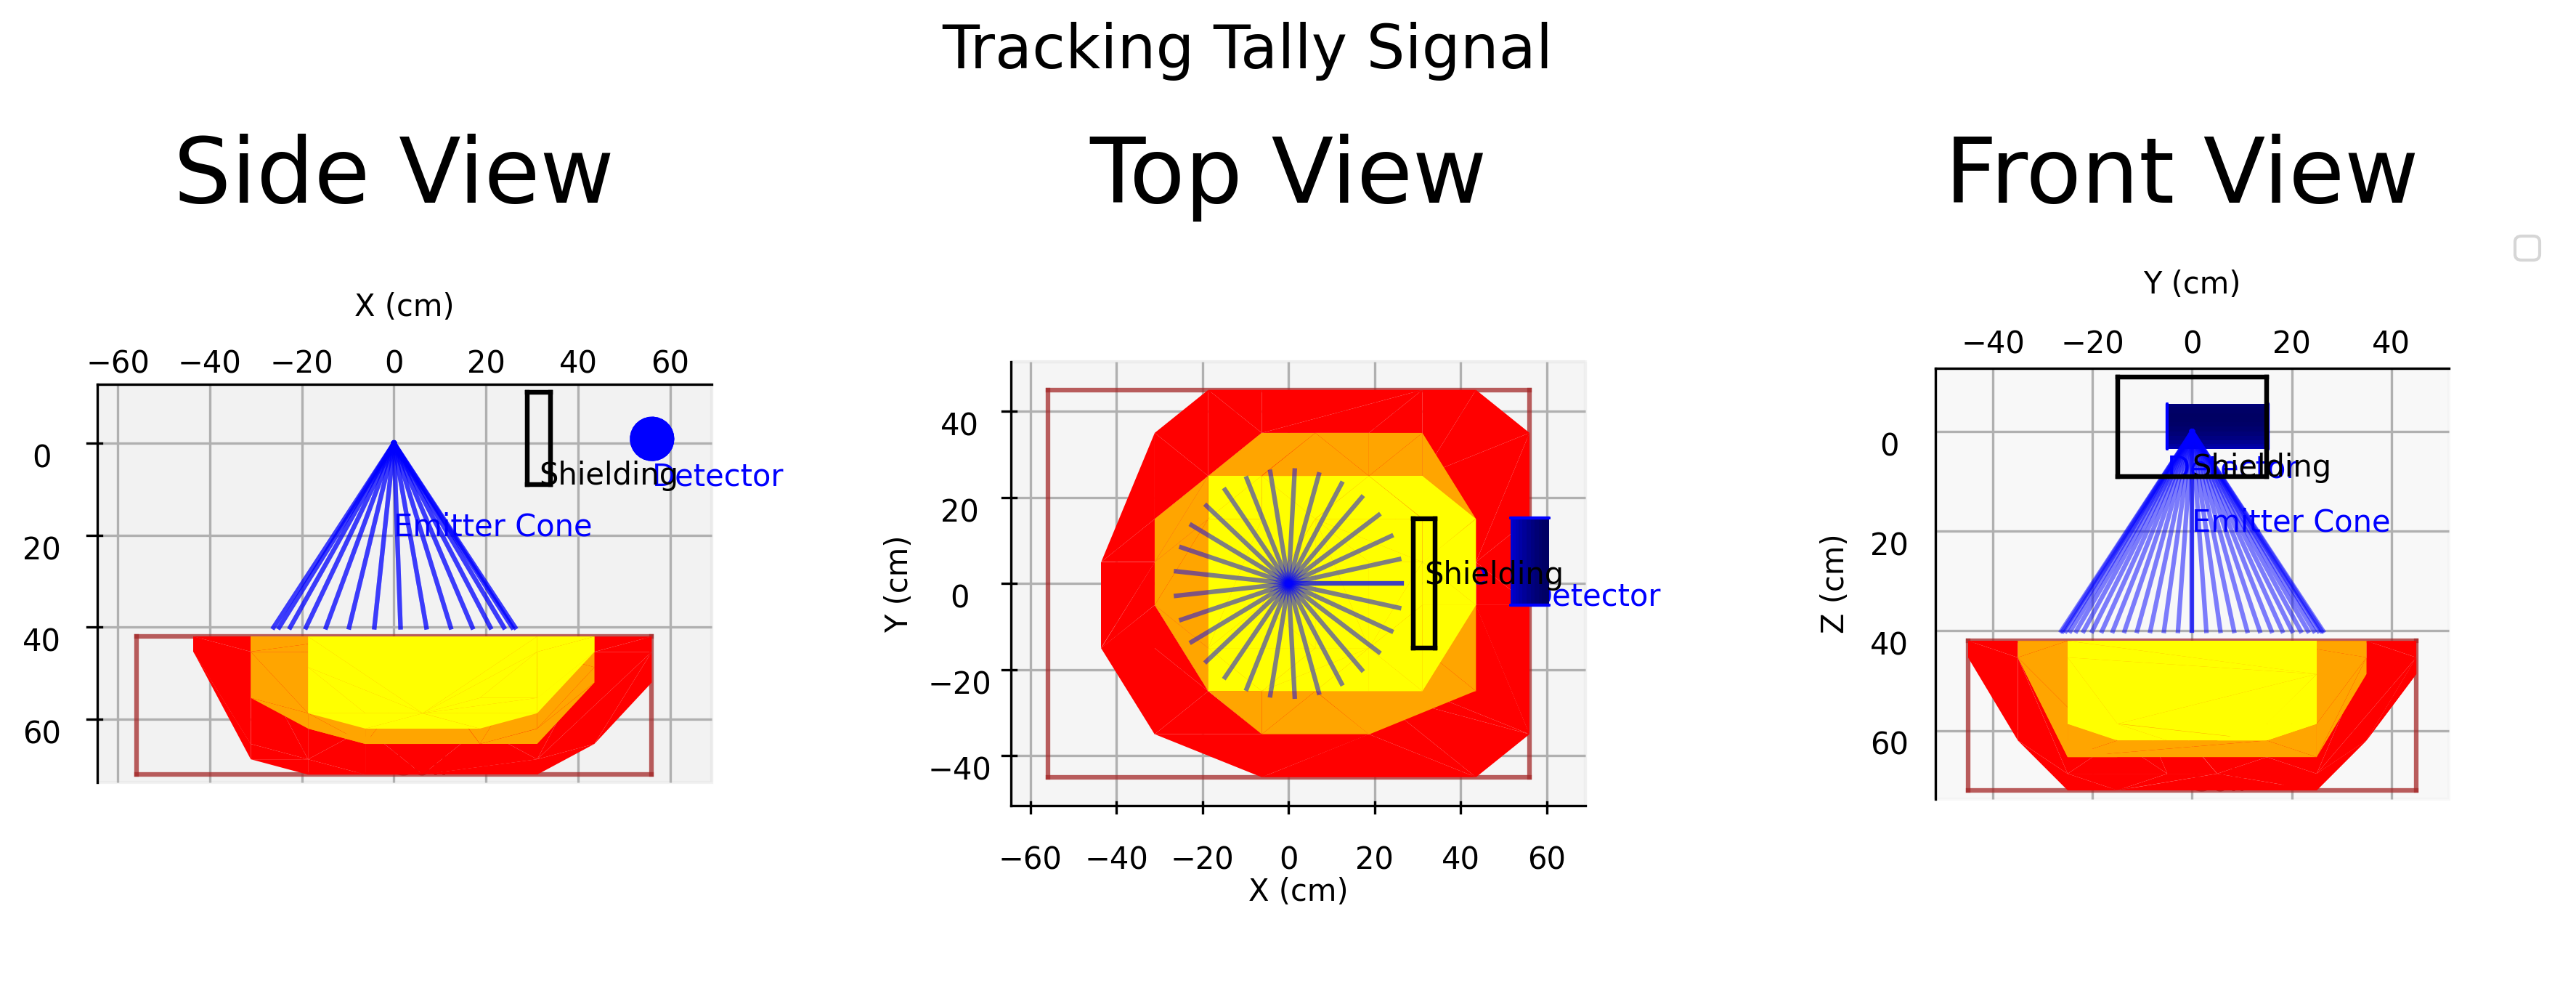 Tracking Tally Signal
Side View
X (cm)
−60 −40 −20 0 20 40 60
0
20
40
60
Shielding
Detector
Emitter Cone
Top View
40
20
0
−20
−40
Y (cm)
Shielding
Detector
−60 −40 −20 0 20 40 60
X (cm)
Front View
Y (cm)
−40 −20 0 20 40
0
20
40
60
Z (cm)
Detector
Shielding
Emitter Cone